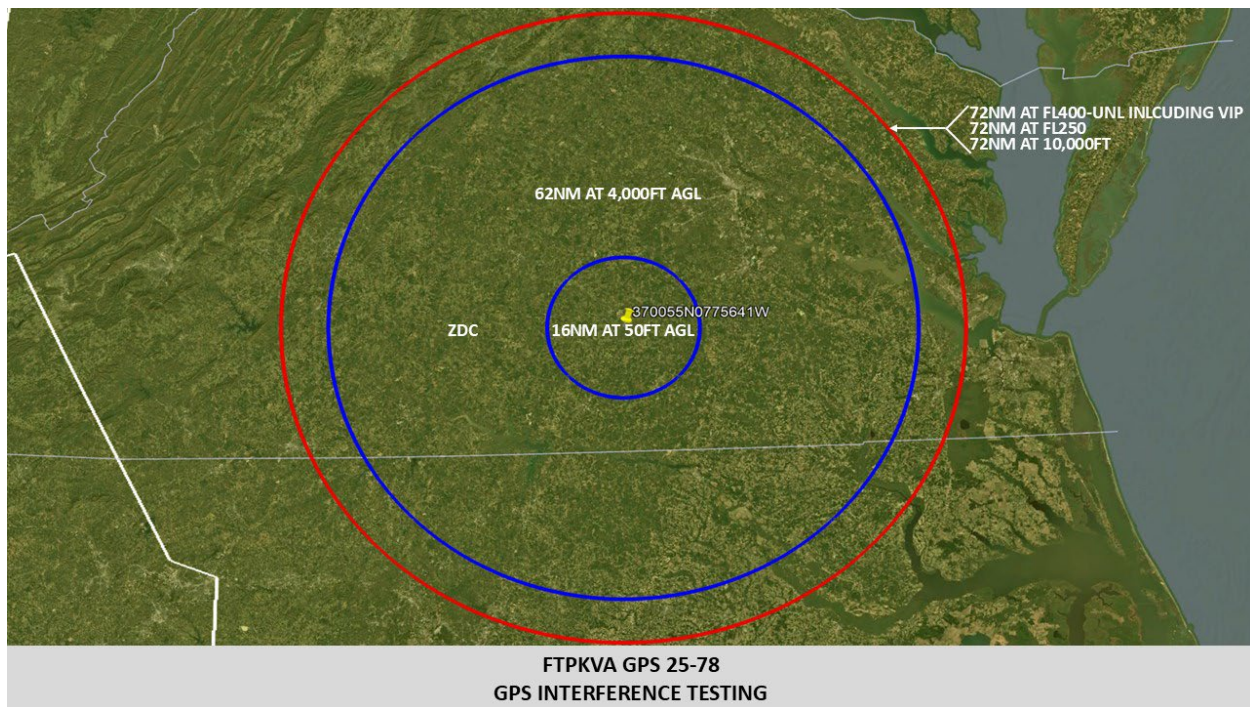 72NM AT FL400-UNL INLCUDING VIP
72NM AT FL250
72NM AT 10,000FT
62NM AT 4,000FT AGL
370055N0775641W
ZDC
16NM AT 50FT AGL
FTPKVA GPS 25-78
GPS INTERFERENCE TESTING